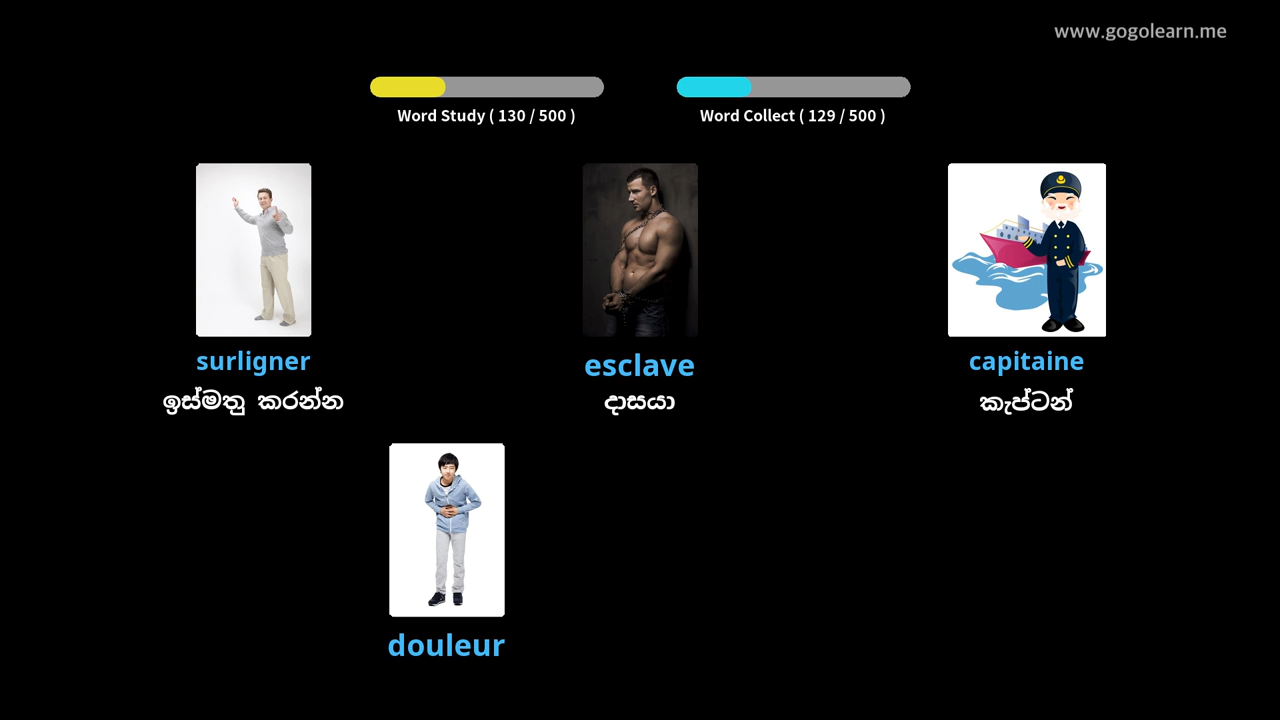 www.gogolearn.me
Word Study ( 130 / 500 )
Word Collect ( 129 / 500 )
surligner
ඉස්මතු කරන්න
esclave
දාසයා
capitaine
කැප්ටන්
douleur